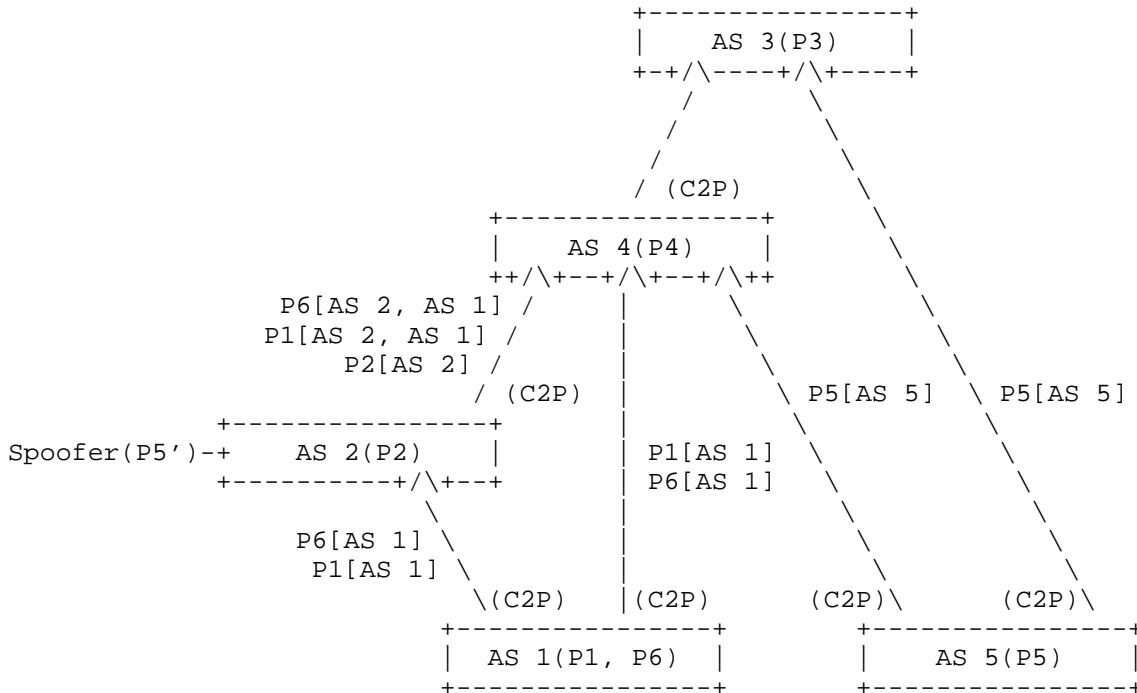 AS 3(P3)
(C2P)
AS 4(P4)
P6[AS 2, AS 1]
P1[AS 2, AS 1]
P2[AS 2]
(C2P) P5[AS 5] P5[AS 5]
Spoofer(P5') AS 2(P2) P1[AS 1]
P6[AS 1]
P6[AS 1]
P1[AS 1]
(C2P) (C2P) (C2P) (C2P)
AS 1(P1, P6) AS 5(P5)